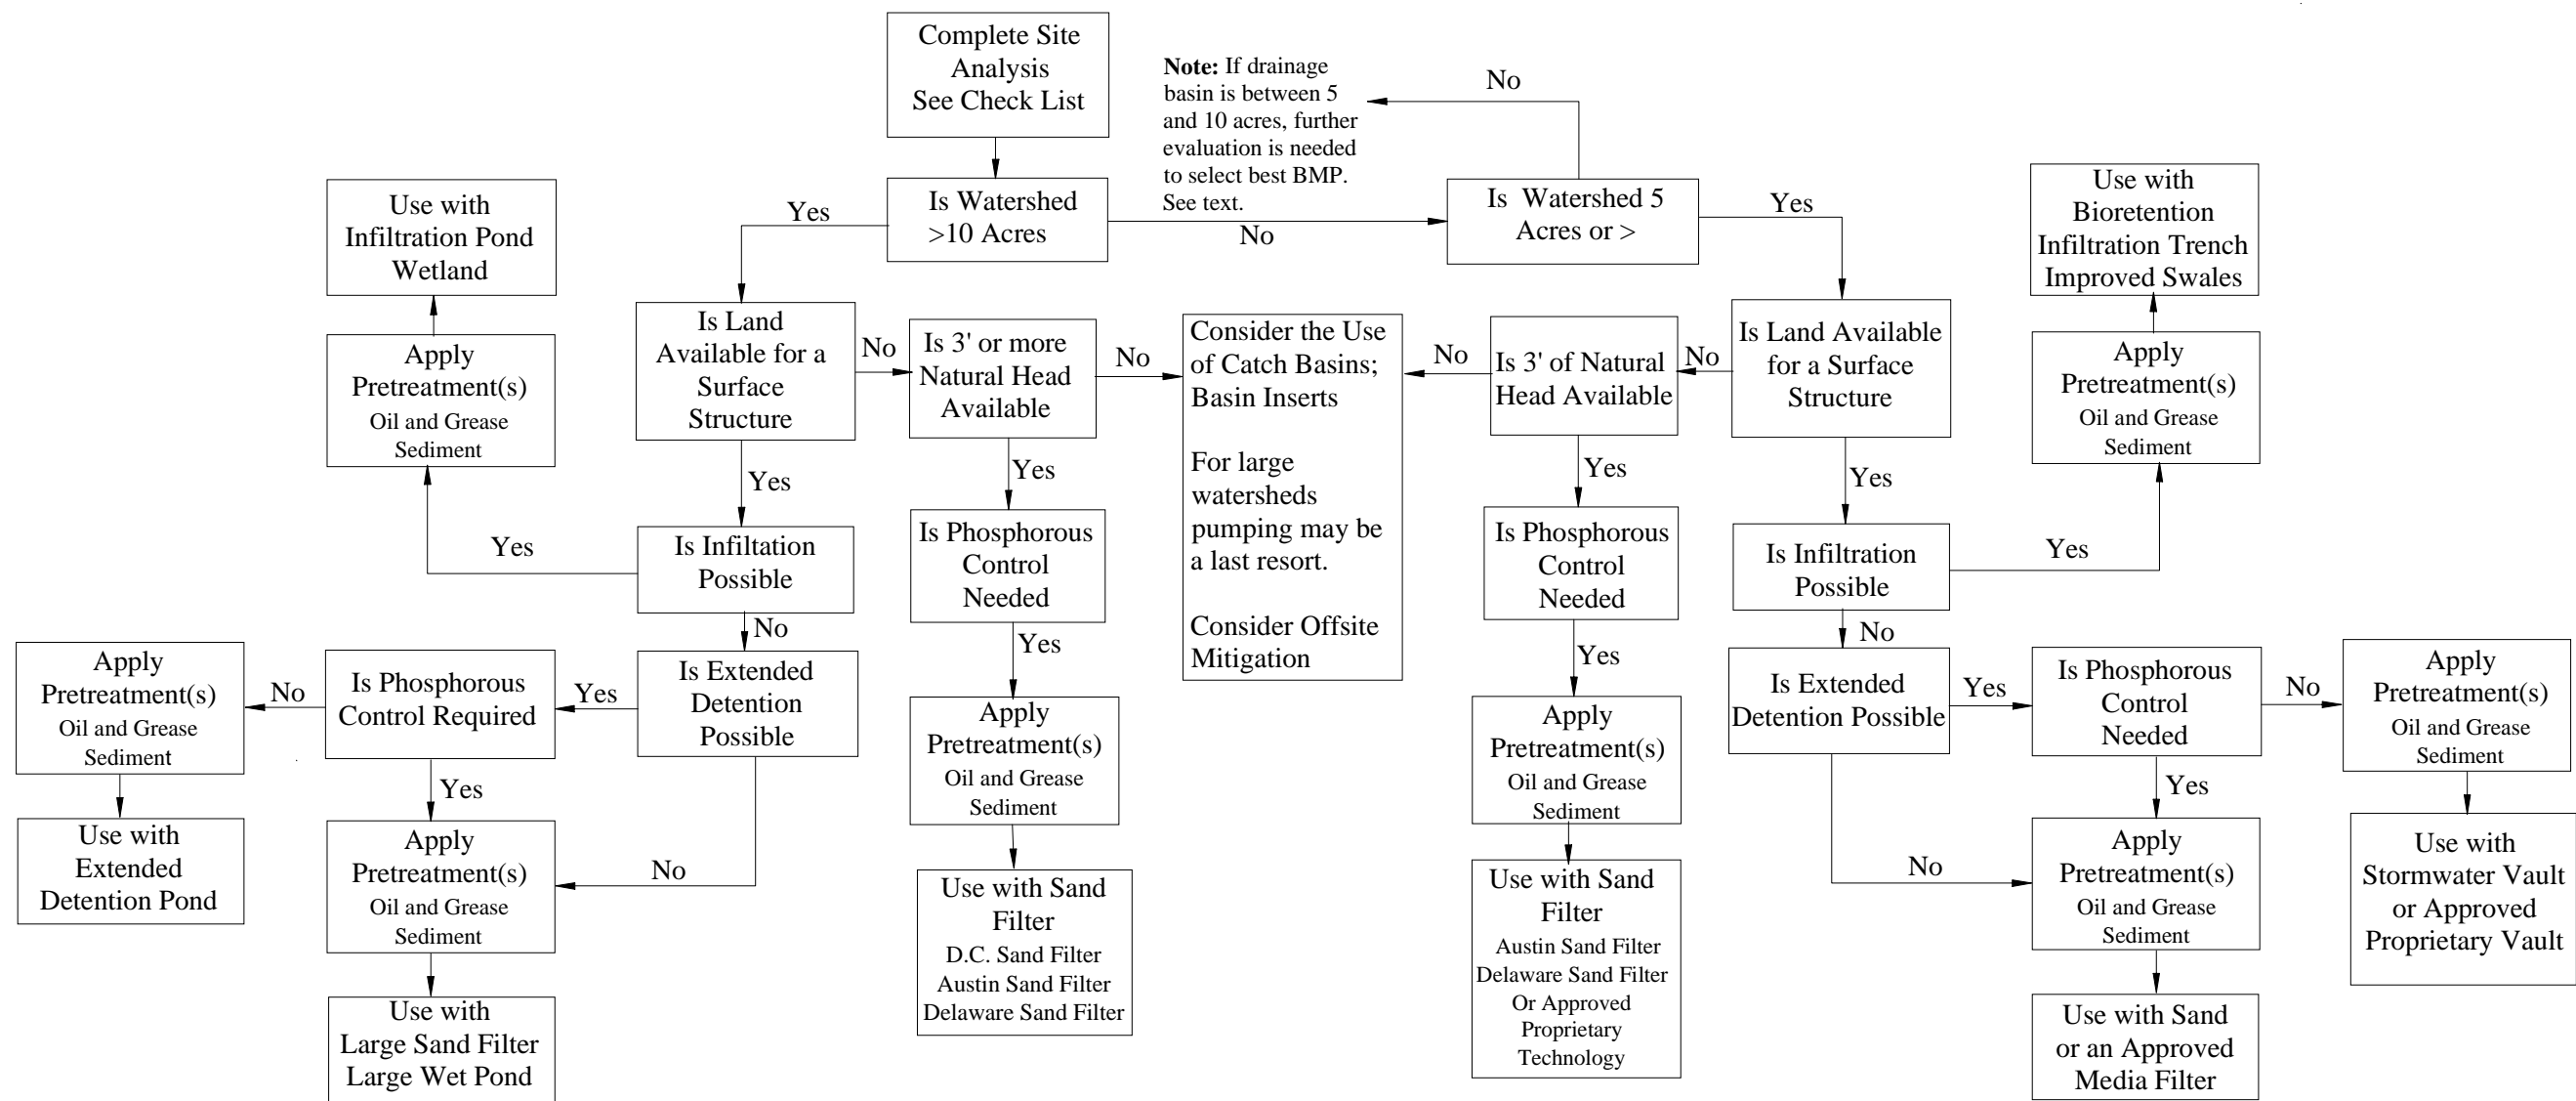 Complete Site
Analysis
See Check List
Note: If drainage
basin is between 5
and 10 acres, further
evaluation is needed
to select best BMP.
See text.
No
Use with
Infiltration Pond
Wetland
Yes
Is Watershed
>10 Acres
No
Is Watershed 5
Acres or >
Yes
Use with
Bioretention
Infiltration Trench
Improved Swales
Apply
Pretreatment(s)
Oil and Grease
Sediment
Is Land
Available for a
Surface
Structure
No
Is 3' or more
Natural Head
Available
No
Consider the Use
of Catch Basins;
Basin Inserts
For large
watersheds
pumping may be
a last resort.
Consider Offsite
Mitigation
No
Is 3' of Natural
Head Available
No
Is Land Available
for a Surface
Structure
Apply
Pretreatment(s)
Oil and Grease
Sediment
Yes
Yes
Yes
Yes
Yes
Is Infiltation
Possible
Is Phosphorous
Control
Needed
Is Phosphorous
Control
Needed
Is Infiltration
Possible
Yes
No
Yes
Yes
No
Apply
Pretreatment(s)
Oil and Grease
Sediment
No
Is Phosphorous
Control Required
Yes
Is Extended
Detention
Possible
Apply
Pretreatment(s)
Oil and Grease
Sediment
Apply
Pretreatment(s)
Oil and Grease
Sediment
Is Extended
Detention Possible
Yes
Is Phosphorous
Control
Needed
No
Apply
Pretreatment(s)
Oil and Grease
Sediment
Yes
Yes
Use with
Extended
Detention Pond
Apply
Pretreatment(s)
Oil and Grease
Sediment
No
Use with Sand
Filter
D.C. Sand Filter
Austin Sand Filter
Delaware Sand Filter
Use with Sand
Filter
Austin Sand Filter
Delaware Sand Filter
Or Approved
Proprietary
Technology
No
Apply
Pretreatment(s)
Oil and Grease
Sediment
Use with
Stormwater Vault
or Approved
Proprietary Vault
Use with
Large Sand Filter
Large Wet Pond
Use with Sand
or an Approved
Media Filter